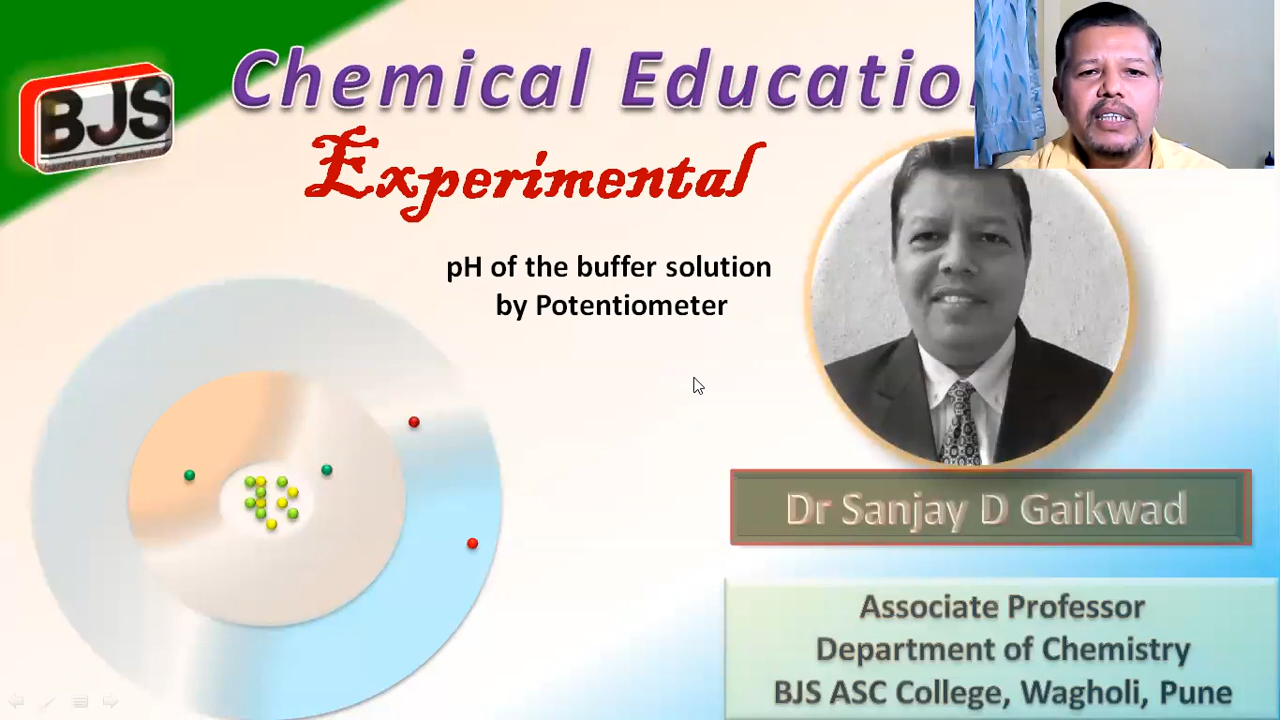 BJS
Chemical Educatio
Experimental
pH of the buffer solution
by Potentiometer
Dr Sanjay D Gaikwad
Associate Professor
Department of Chemistry
BJS ASC College, Wagholi, Pune